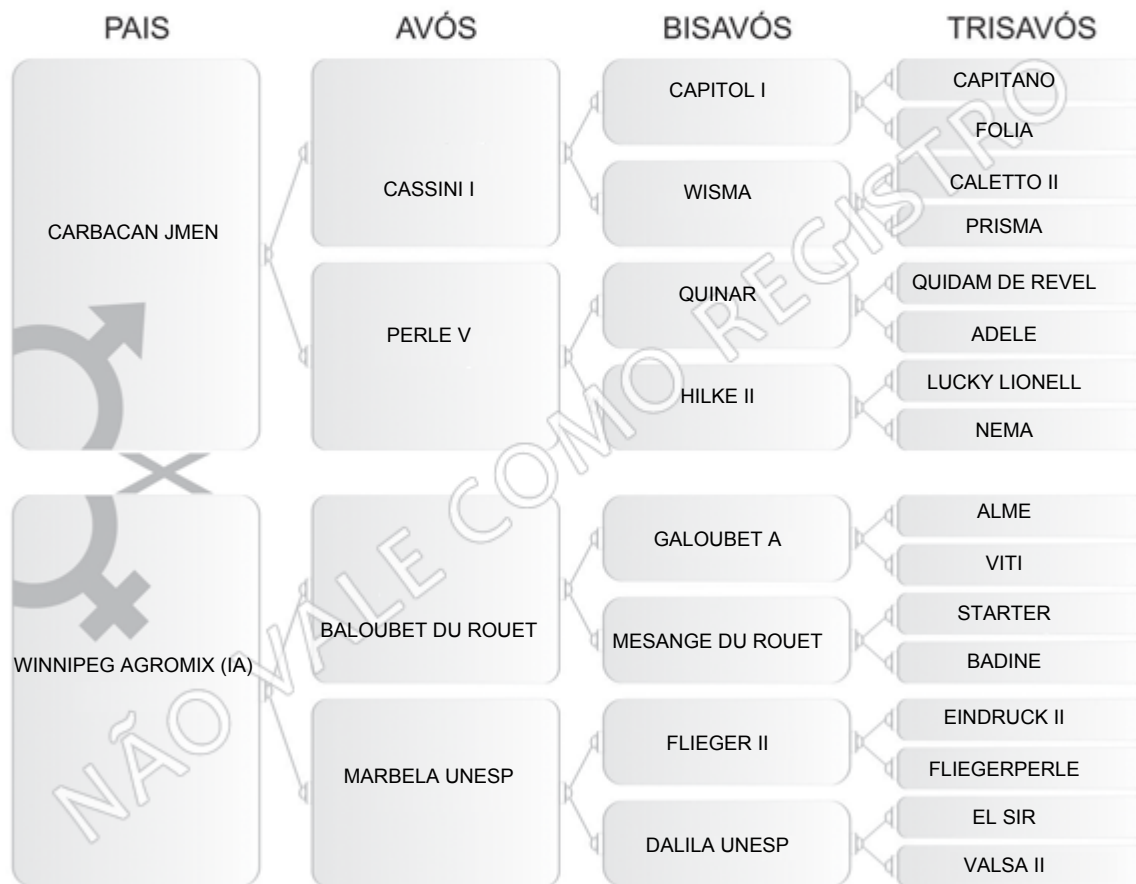 PAIS AVÓS BISAVÓS TRISAVÓS
CARBACAN JMEN
CASSINI I
PERLE V
CAPITOL I
WISMA
QUINAR
HILKE II
CAPITANO
FOLIA
CALETTO II
PRISMA
QUIDAM DE REVEL
ADELE
LUCKY LIONELL
NEMA
WINNIPEG AGROMIX (IA)
BALOUBET DU ROUET
MARBELA UNESP
GALOUBET A
MESANGE DU ROUET
FLIEGER II
DALILA UNESP
ALME
VITI
STARTER
BADINE
EINDRUCK II
FLIEGERPERLE
EL SIR
VALSA II
NÃO VALE COMO REGISTRO